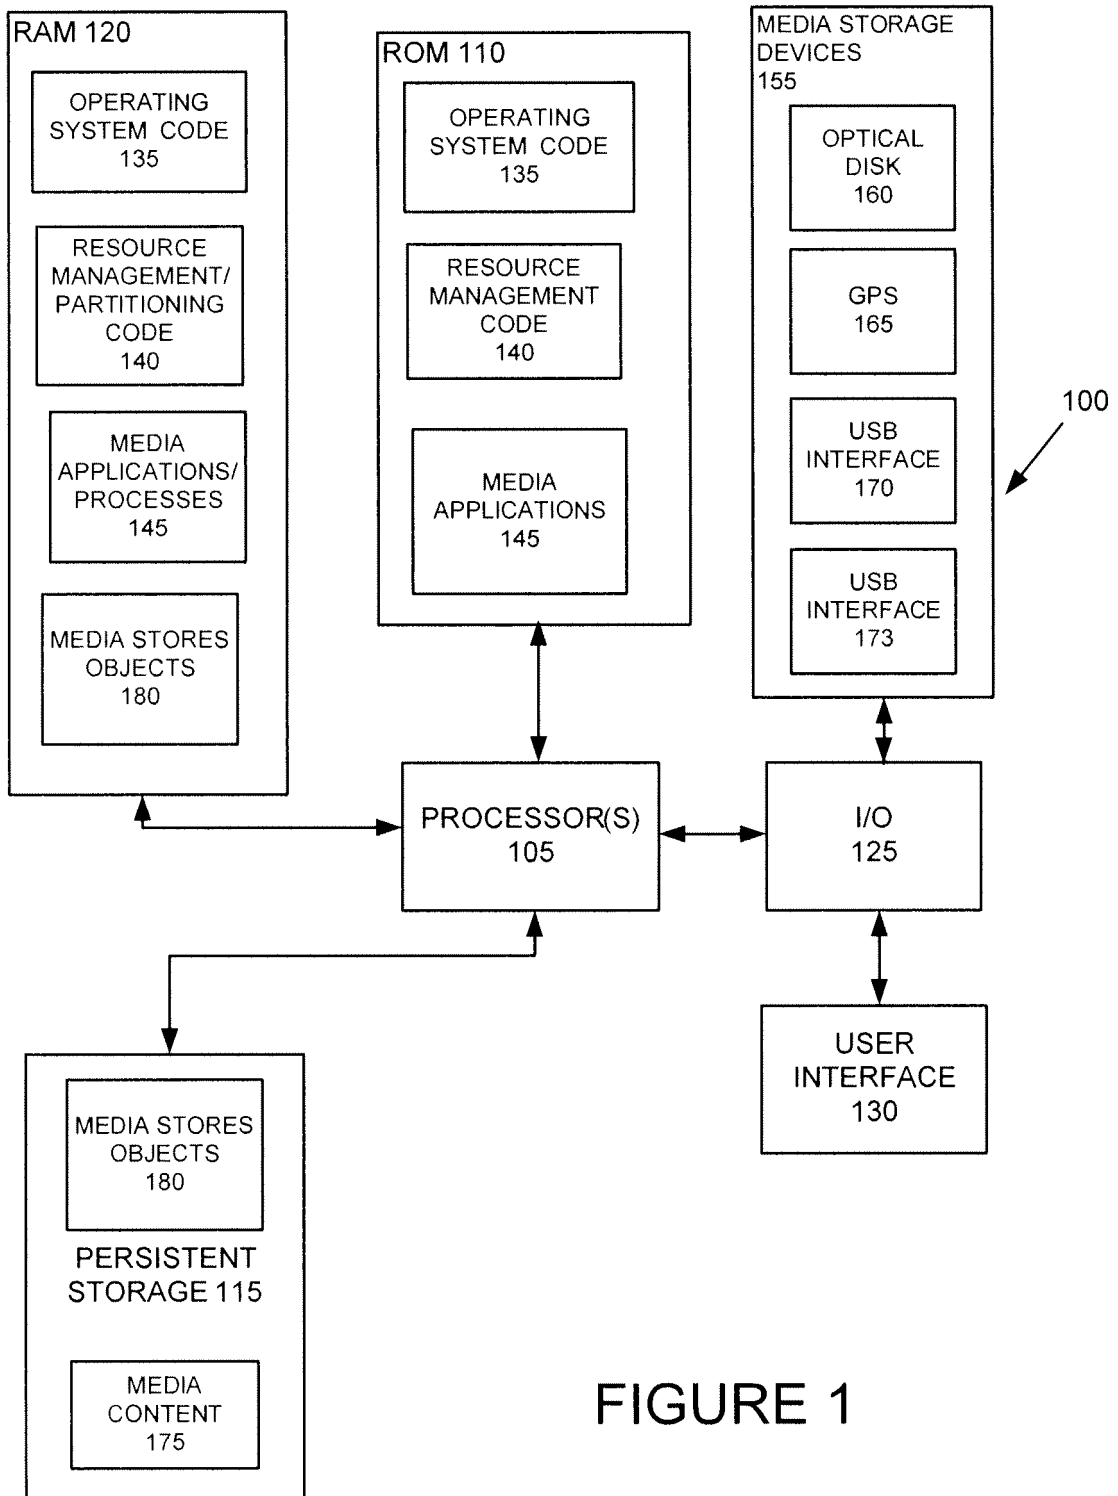 RAM 120
OPERATING
SYSTEM CODE
135
RESOURCE
MANAGEMENT/
PARTITIONING
CODE
140
MEDIA
APPLICATIONS/
PROCESSES
145
MEDIA STORES
OBJECTS
180
ROM 110
OPERATING
SYSTEM CODE
135
RESOURCE
MANAGEMENT
CODE
140
MEDIA
APPLICATIONS
145
MEDIA STORAGE
DEVICES
155
OPTICAL
DISK
160
GPS
165
USB
INTERFACE
170
USB
INTERFACE
173
100
PROCESSOR(S)
105
I/O
125
USER
INTERFACE
130
MEDIA STORES
OBJECTS
180
PERSISTENT
STORAGE 115
MEDIA
CONTENT
175
FIGURE 1